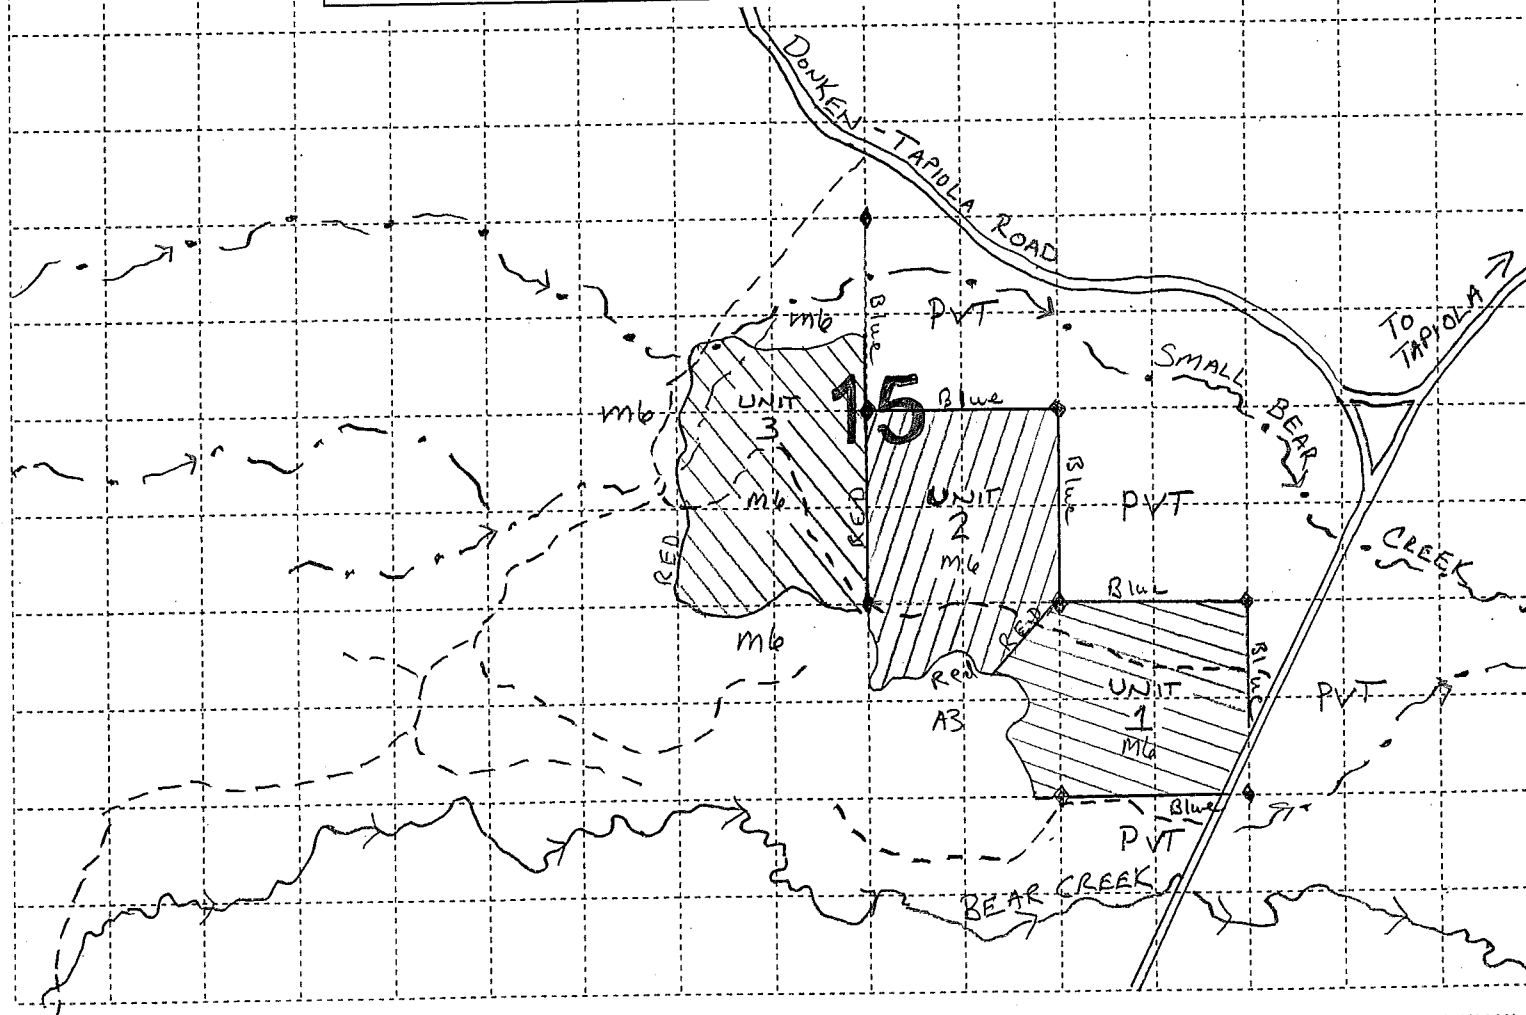 DONKEN-TAPIOLA ROAD
TO
TAPIOLA
m6
Blue
PVT
SMALL
BEAR
CREEK
M6
UNIT
3
15
Blue
M6
RED
RED
UNIT
2
M6
Blue
PVT
M6
RED
Blue
Red
A3
UNIT
1
M6
Blue
PVT
Blue
PVT
BEAR CREEK